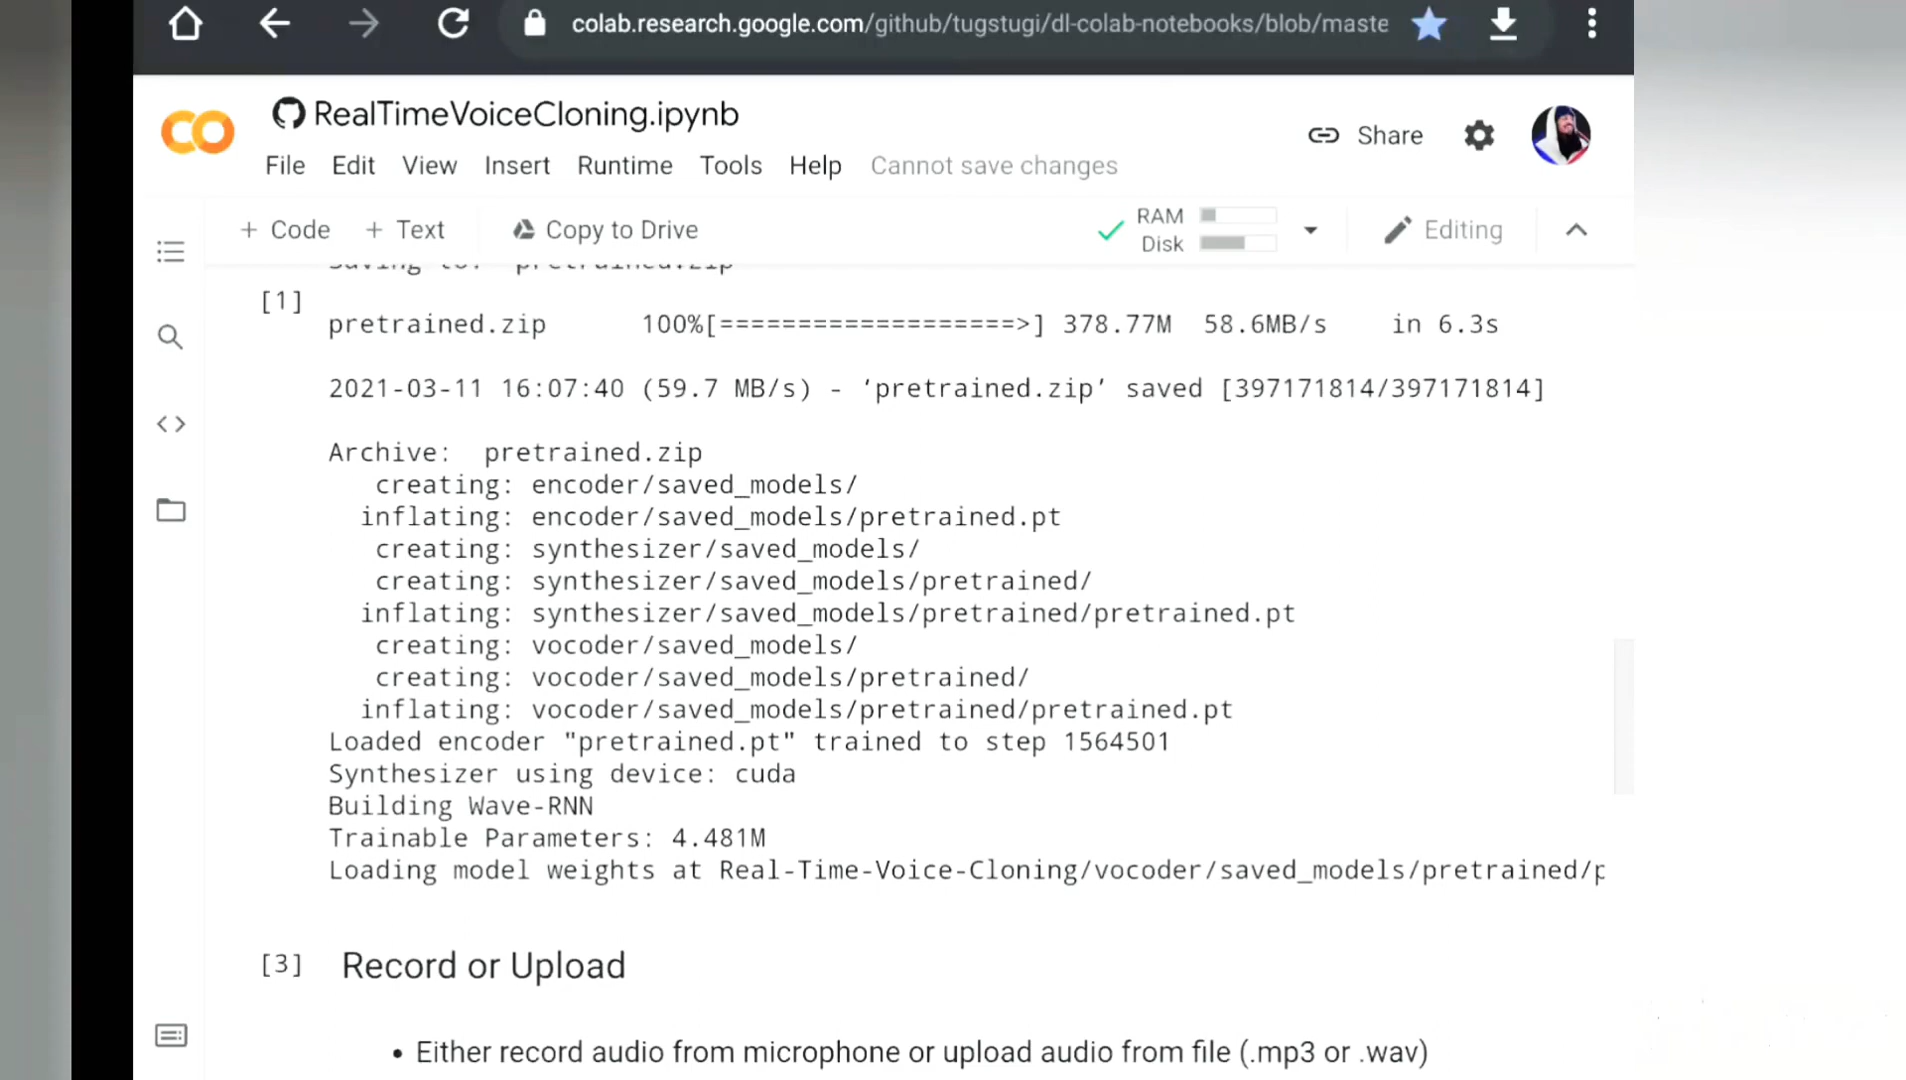 colab.research.google.com/github/tugstugi/dl-colab-notebooks/blob/maste
CO
RealTimeVoiceCloning.ipynb
Share
File Edit View Insert Runtime Tools Help Cannot save changes
+ Code + Text Copy to Drive
RAM
Disk
Editing
Saving to: ‘pretrained.zip’
[1]
pretrained.zip 100%[===================>] 378.77M 58.6MB/s in 6.3s
2021-03-11 16:07:40 (59.7 MB/s) - ‘pretrained.zip’ saved [397171814/397171814]
Archive: pretrained.zip
creating: encoder/saved_models/
inflating: encoder/saved_models/pretrained.pt
creating: synthesizer/saved_models/
creating: synthesizer/saved_models/pretrained/
inflating: synthesizer/saved_models/pretrained/pretrained.pt
creating: vocoder/saved_models/
creating: vocoder/saved_models/pretrained/
inflating: vocoder/saved_models/pretrained/pretrained.pt
Loaded encoder "pretrained.pt" trained to step 1564501
Synthesizer using device: cuda
Building Wave-RNN
Trainable Parameters: 4.481M
Loading model weights at Real-Time-Voice-Cloning/vocoder/saved_models/pretrained/p
[3] Record or Upload
• Either record audio from microphone or upload audio from file (.mp3 or .wav)